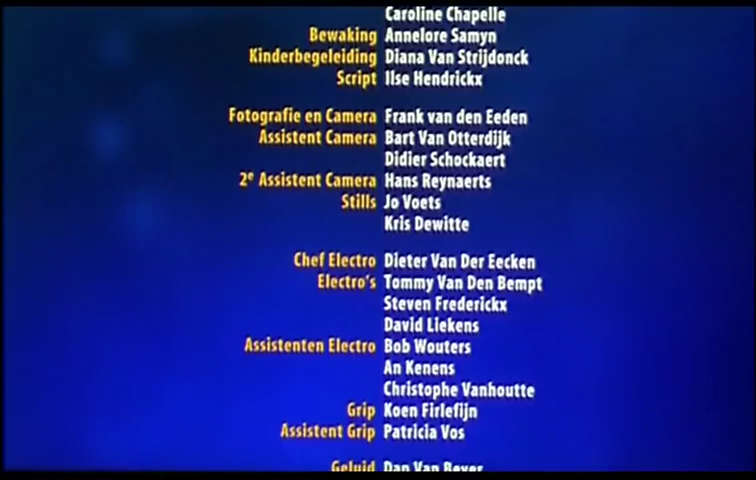 Caroline Chapelle
Bewaking Annelore Samyn
Kinderbegeleiding Diana Van Strijdonck
Script Ilse Hendrickx
Fotografie en Camera Frank van den Eeden
Assistent Camera Bart Van Otterdijk
Didier Schockaert
2e Assistent Camera Hans Reynaerts
Stills Jo Voets
Kris Dewitte
Chef Electro Dieter Van Der Eecken
Electro's Tommy Van Den Bempt
Steven Frederickx
David Liekens
Assistenten Electro Bob Wouters
An Kenens
Christophe Vanhoutte
Grip Koen Firlefijn
Assistent Grip Patricia Vos
Geluid Dan Van Bever